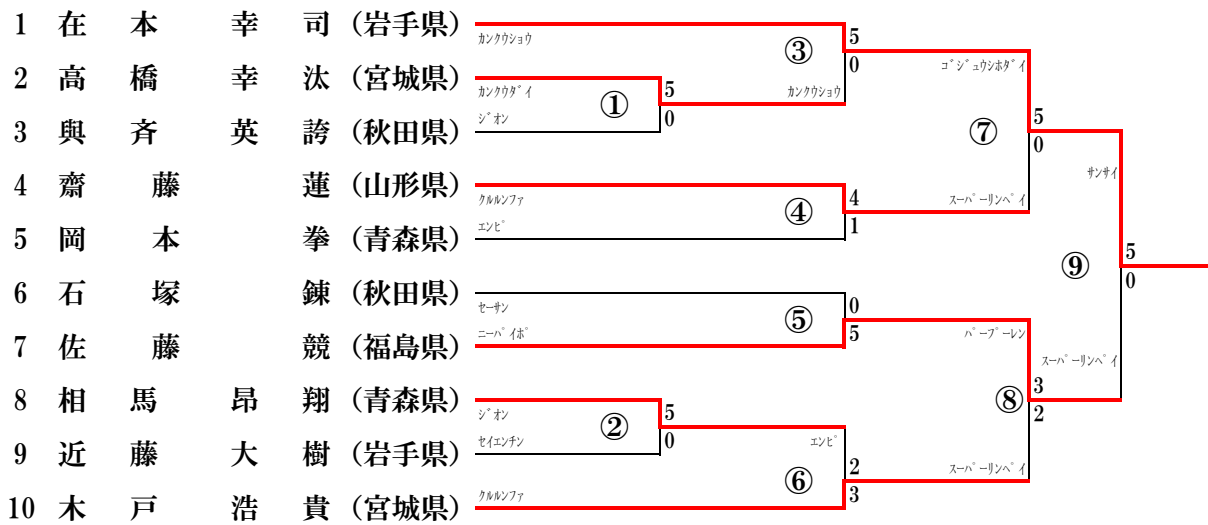 1 在本幸司 (岩手県)
カンクウショウ
③
5
0
ゴジュウシホダイ
2 高橋幸汰 (宮城県)
カンクウダイ
①
5
0
カンクウショウ
3 與斉英誇 (秋田県)
ジオン
⑦
5
0
サンサイ
4 齋藤蓮 (山形県)
クルルンファ
④
4
1
スーパーリンペイ
5 岡本拳 (青森県)
エンピ
⑨
5
0
6 石塚錬 (秋田県)
セーサン
⑤
0
5
パープーレン
7 佐藤競 (福島県)
ニーパイポ
スーパーリンペイ
8 相馬昂翔 (青森県)
ジオン
②
5
0
エンピ
⑧
3
2
9 近藤大樹 (岩手県)
セイエンチン
⑥
2
3
スーパーリンペイ
10 木戸浩貴 (宮城県)
クルルンファ